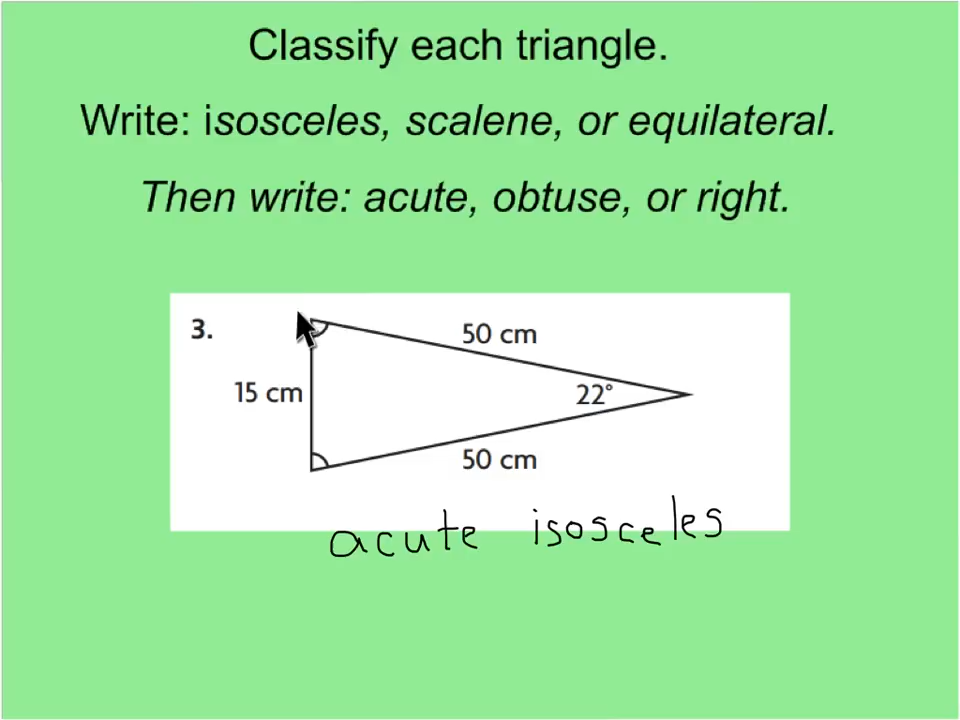 Classify each triangle.
Write: isosceles, scalene, or equilateral.
Then write: acute, obtuse, or right.
3.
50 cm
15 cm
22°
50 cm
acute isosceles